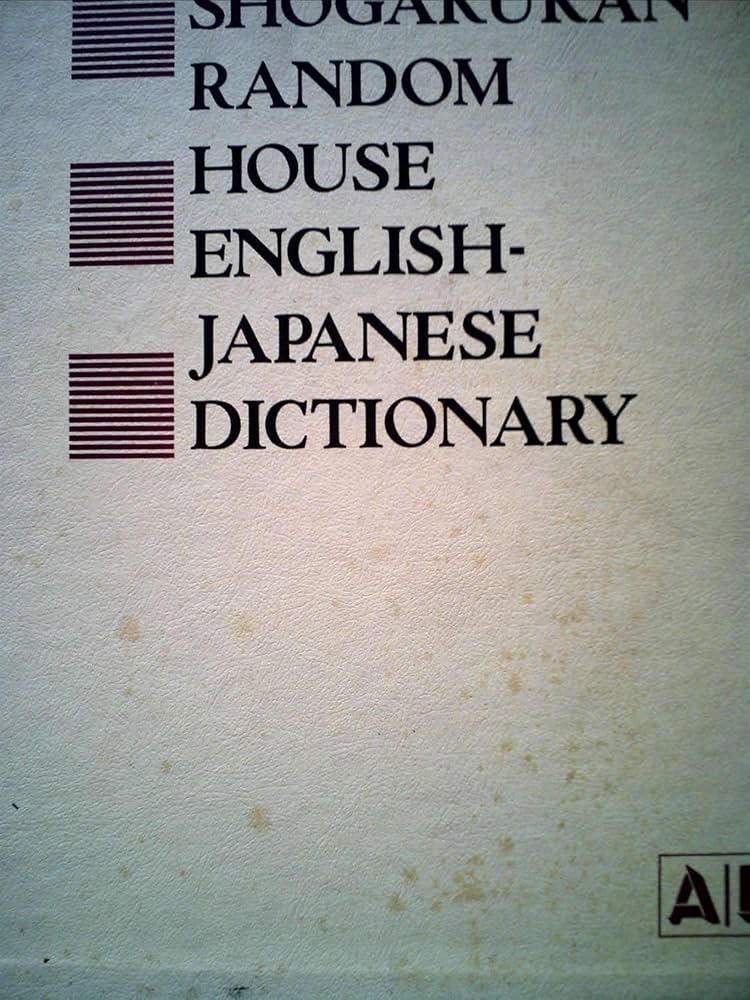 SHOGAKUKAN
RANDOM
HOUSE
ENGLISH-
JAPANESE
DICTIONARY
A